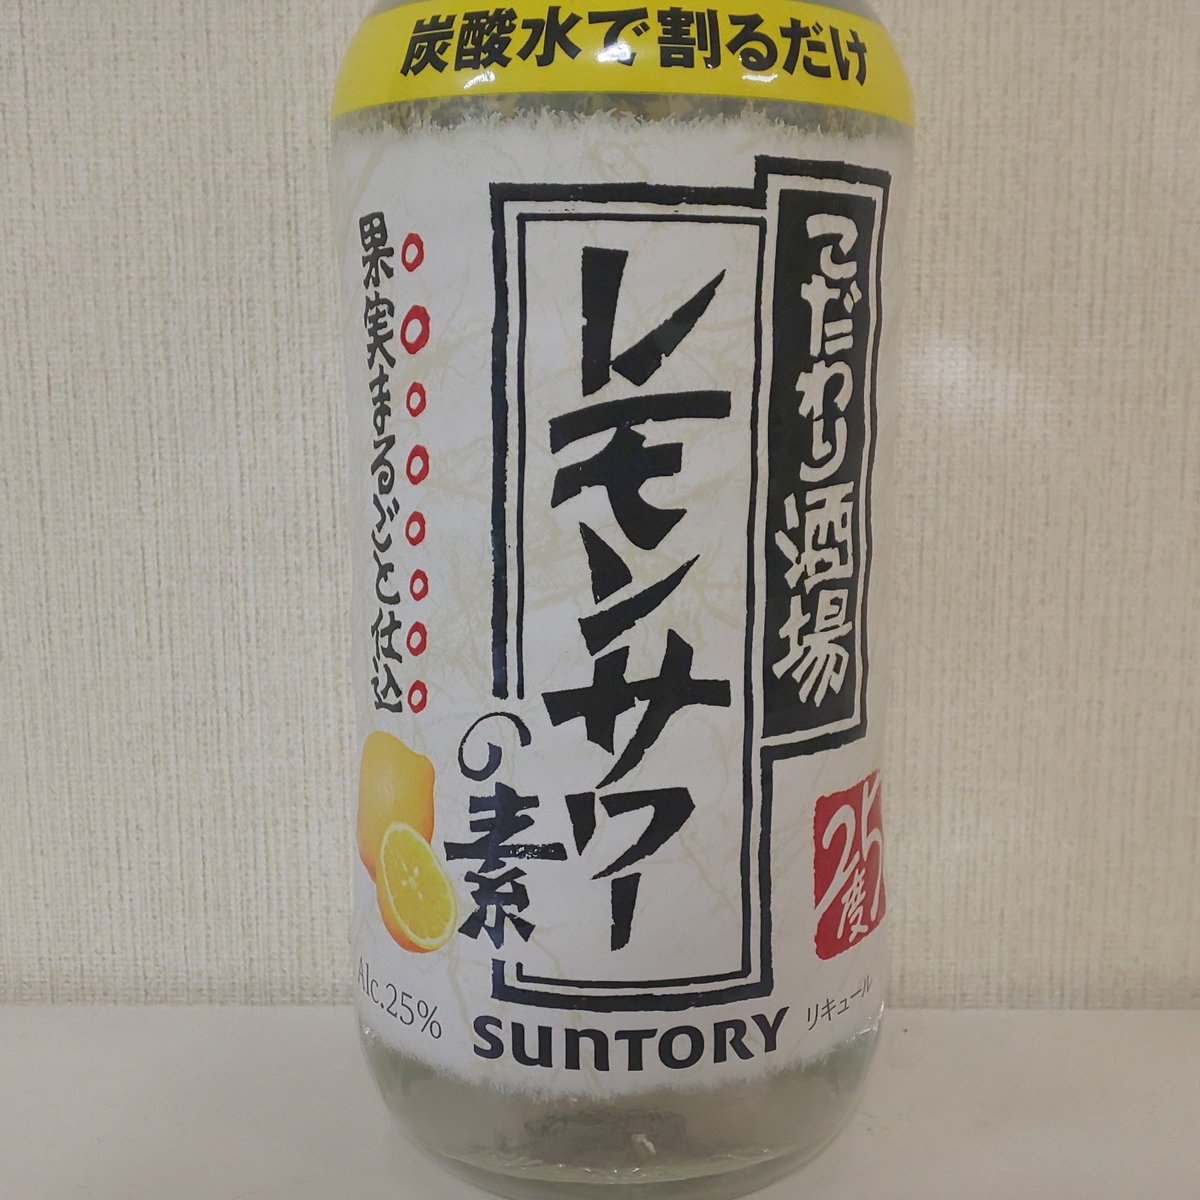 炭酸水で割るだけ
こだわり酒場
レモンサワー
の素
果実まるごと仕込
25度
Alc.25%
SUNTORY
リキュール